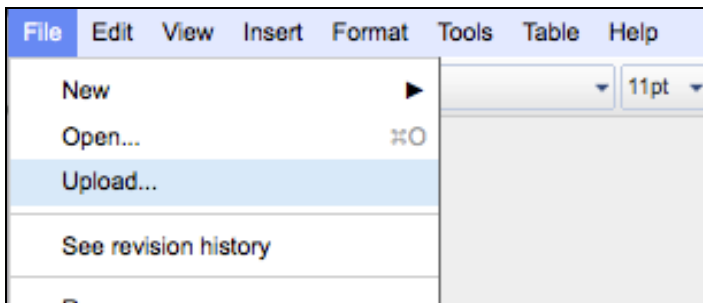 File Edit View Insert Format Tools Table Help
New ►
11pt
Open... ⌘O
Upload...
See revision history